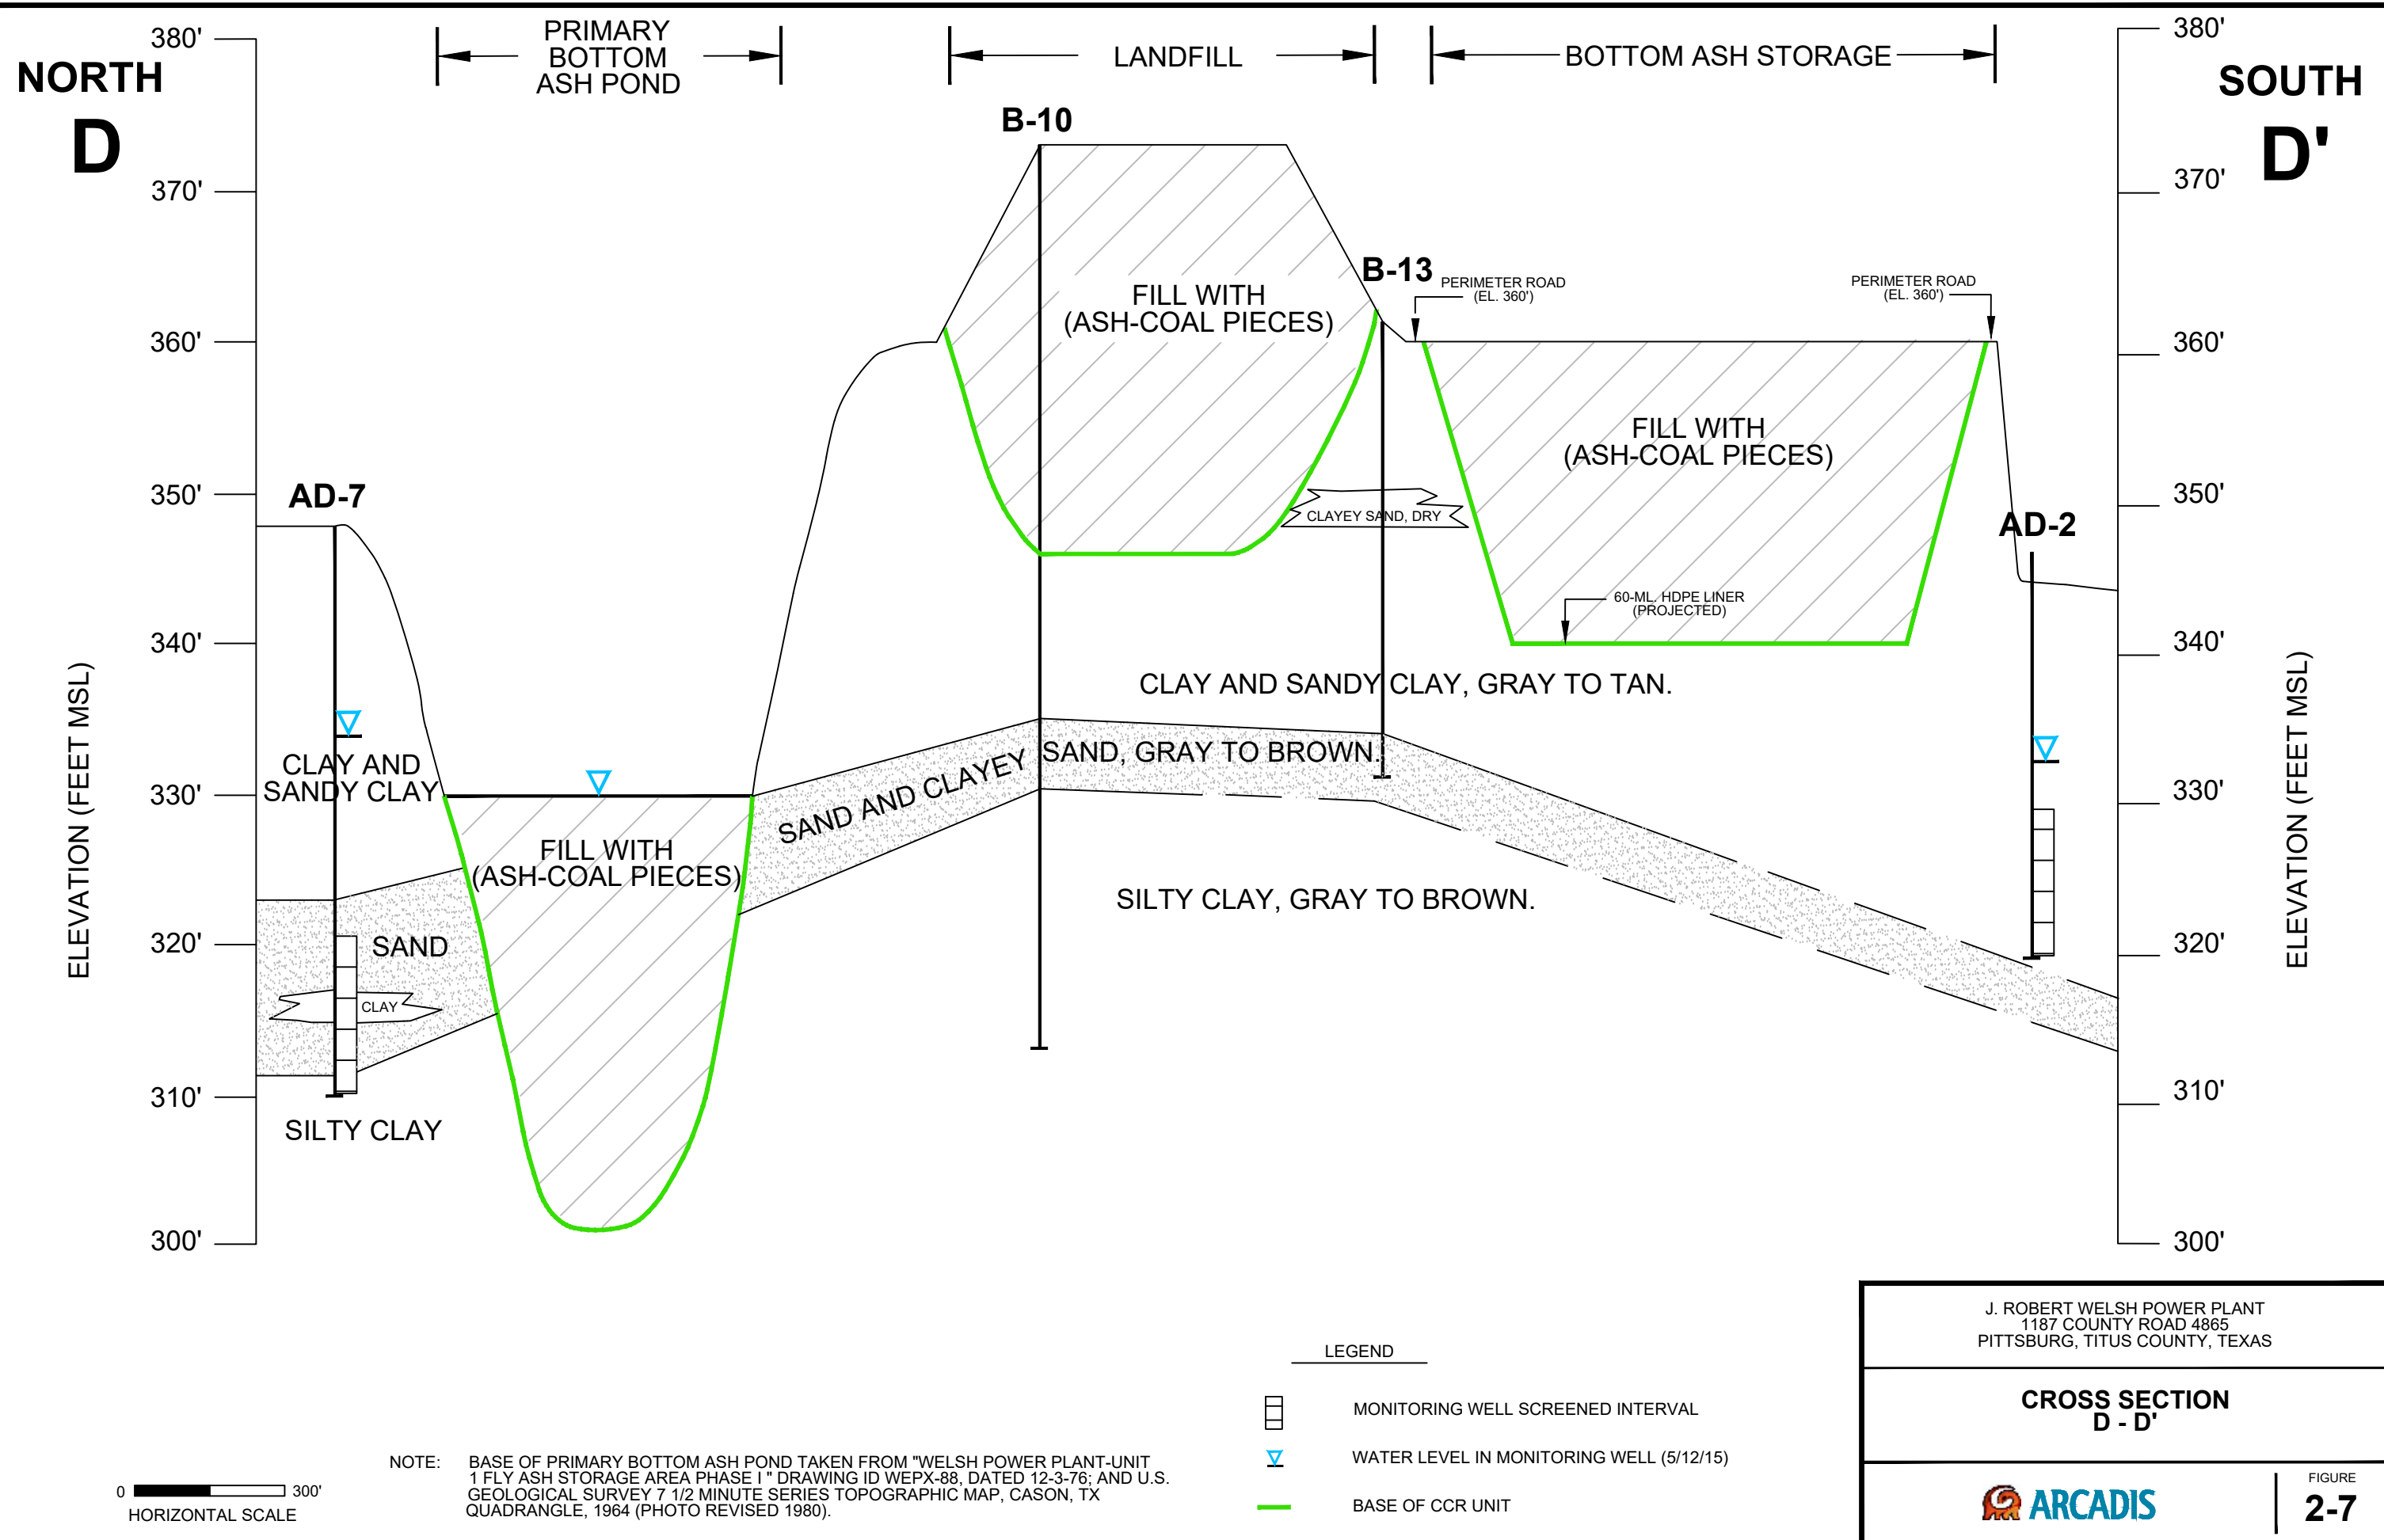 NORTH
D
380'
370'
360'
350'
340'
330'
320'
310'
300'
ELEVATION (FEET MSL)
PRIMARY
BOTTOM
ASH POND
LANDFILL
BOTTOM ASH STORAGE
SOUTH
D'
380'
370'
360'
350'
340'
330'
320'
310'
300'
ELEVATION (FEET MSL)
B-10
B-13
PERIMETER ROAD
(EL. 360')
PERIMETER ROAD
(EL. 360')
FILL WITH
(ASH-COAL PIECES)
FILL WITH
(ASH-COAL PIECES)
AD-7
CLAYEY SAND, DRY
AD-2
60-ML. HDPE LINER
(PROJECTED)
CLAY AND SANDY CLAY, GRAY TO TAN.
CLAY AND
SANDY CLAY
SAND AND CLAYEY SAND, GRAY TO BROWN.
FILL WITH
(ASH-COAL PIECES)
SILTY CLAY, GRAY TO BROWN.
SAND
CLAY
SILTY CLAY
0 300'
HORIZONTAL SCALE
NOTE: BASE OF PRIMARY BOTTOM ASH POND TAKEN FROM "WELSH POWER PLANT-UNIT
1 FLY ASH STORAGE AREA PHASE I " DRAWING ID WEPX-88, DATED 12-3-76; AND U.S.
GEOLOGICAL SURVEY 7 1/2 MINUTE SERIES TOPOGRAPHIC MAP, CASON, TX
QUADRANGLE, 1964 (PHOTO REVISED 1980).
LEGEND
MONITORING WELL SCREENED INTERVAL
WATER LEVEL IN MONITORING WELL (5/12/15)
BASE OF CCR UNIT
J. ROBERT WELSH POWER PLANT
1187 COUNTY ROAD 4865
PITTSBURG, TITUS COUNTY, TEXAS
CROSS SECTION
D - D'
ARCADIS
FIGURE
2-7